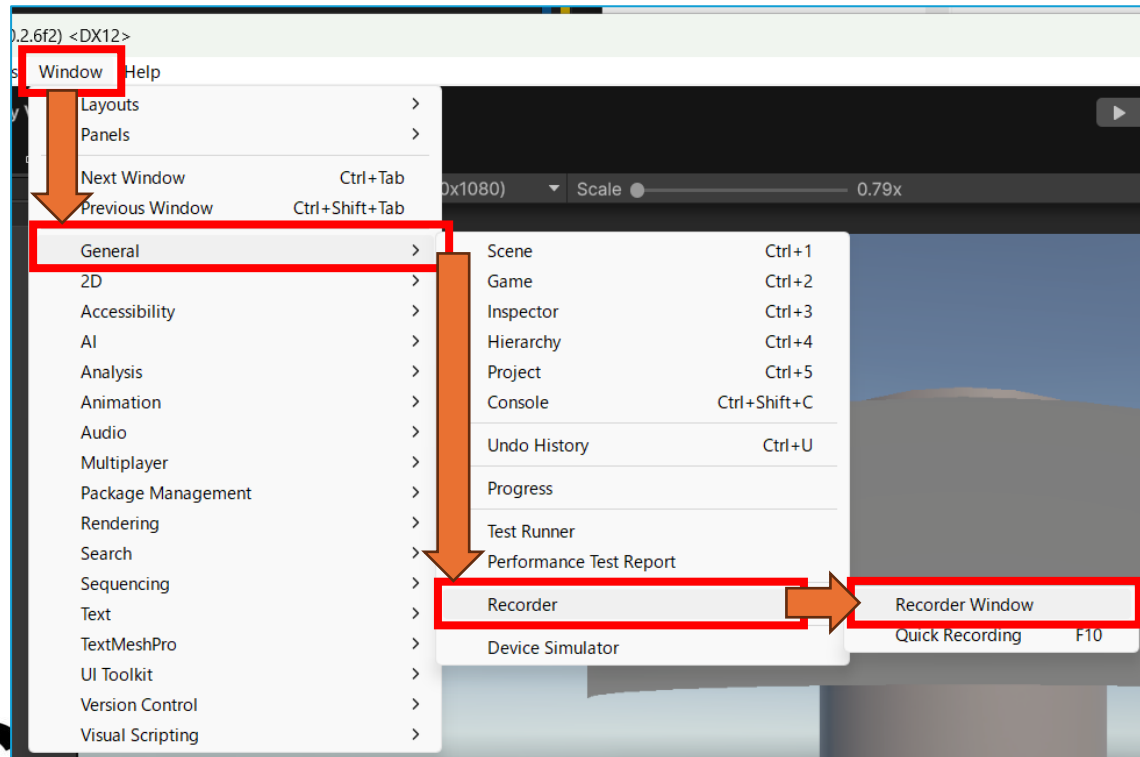 0.2.6f2) <DX12>
s Window Help
Layouts >
Panels >
Next Window Ctrl+Tab
Previous Window Ctrl+Shift+Tab
General >
2D >
Accessibility >
AI >
Analysis >
Animation >
Audio >
Multiplayer >
Package Management >
Rendering >
Search >
Sequencing >
Text >
TextMeshPro >
UI Toolkit >
Version Control >
Visual Scripting >
0x1080) Scale 0.79x
Scene Ctrl+1
Game Ctrl+2
Inspector Ctrl+3
Hierarchy Ctrl+4
Project Ctrl+5
Console Ctrl+Shift+C
Undo History Ctrl+U
Progress
Test Runner
Performance Test Report
Recorder
Device Simulator
Recorder Window
Quick Recording F10